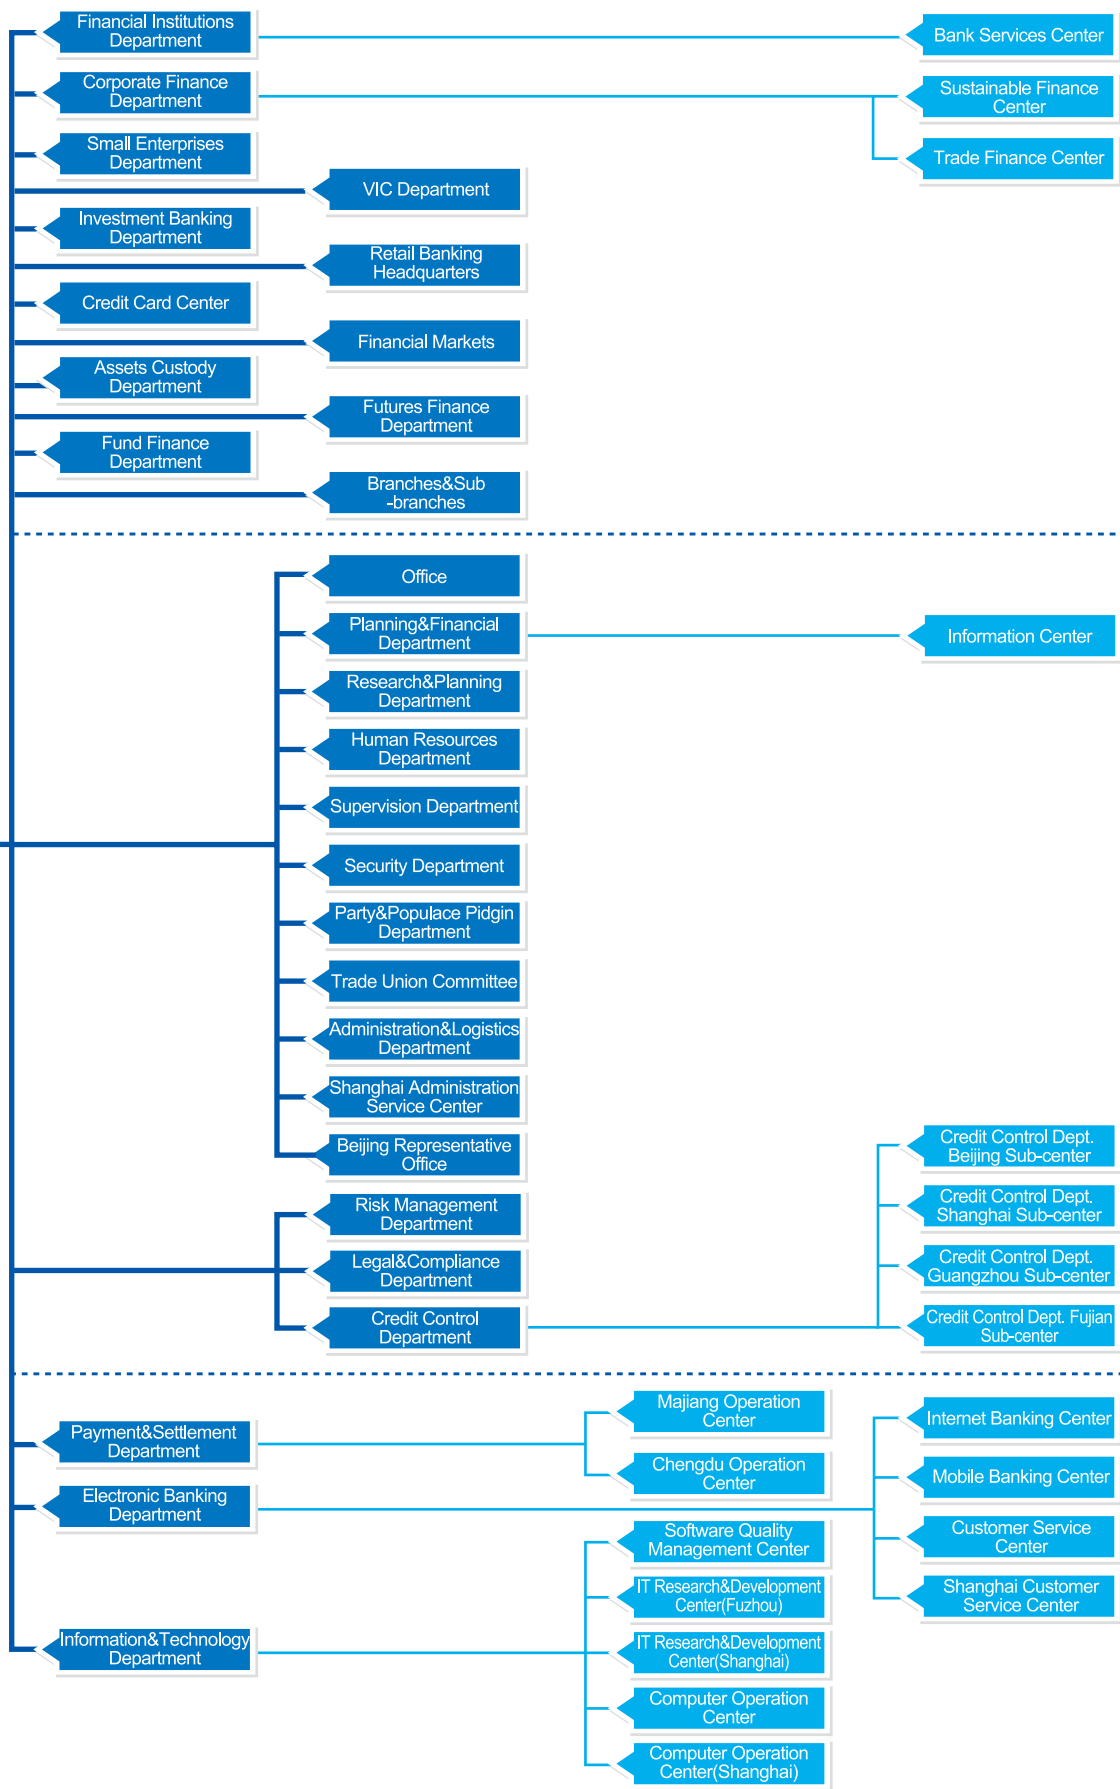 Financial Institutions
Department
Bank Services Center
Corporate Finance
Department
Sustainable Finance
Center
Small Enterprises
Department
Trade Finance Center
VIC Department
Investment Banking
Department
Retail Banking
Headquarters
Credit Card Center
Financial Markets
Assets Custody
Department
Futures Finance
Department
Fund Finance
Department
Branches&Sub
-branches
Office
Planning&Financial
Department
Information Center
Research&Planning
Department
Human Resources
Department
Supervision Department
Security Department
Party&Populace Pidgin
Department
Trade Union Committee
Administration&Logistics
Department
Shanghai Administration
Service Center
Beijing Representative
Office
Credit Control Dept.
Beijing Sub-center
Risk Management
Department
Credit Control Dept.
Shanghai Sub-center
Legal&Compliance
Department
Credit Control Dept.
Guangzhou Sub-center
Credit Control
Department
Credit Control Dept. Fujian
Sub-center
Payment&Settlement
Department
Majiang Operation
Center
Chengdu Operation
Center
Internet Banking Center
Electronic Banking
Department
Mobile Banking Center
Customer Service
Center
Shanghai Customer
Service Center
Information&Technology
Department
Software Quality
Management Center
IT Research&Development
Center(Fuzhou)
IT Research&Development
Center(Shanghai)
Computer Operation
Center
Computer Operation
Center(Shanghai)